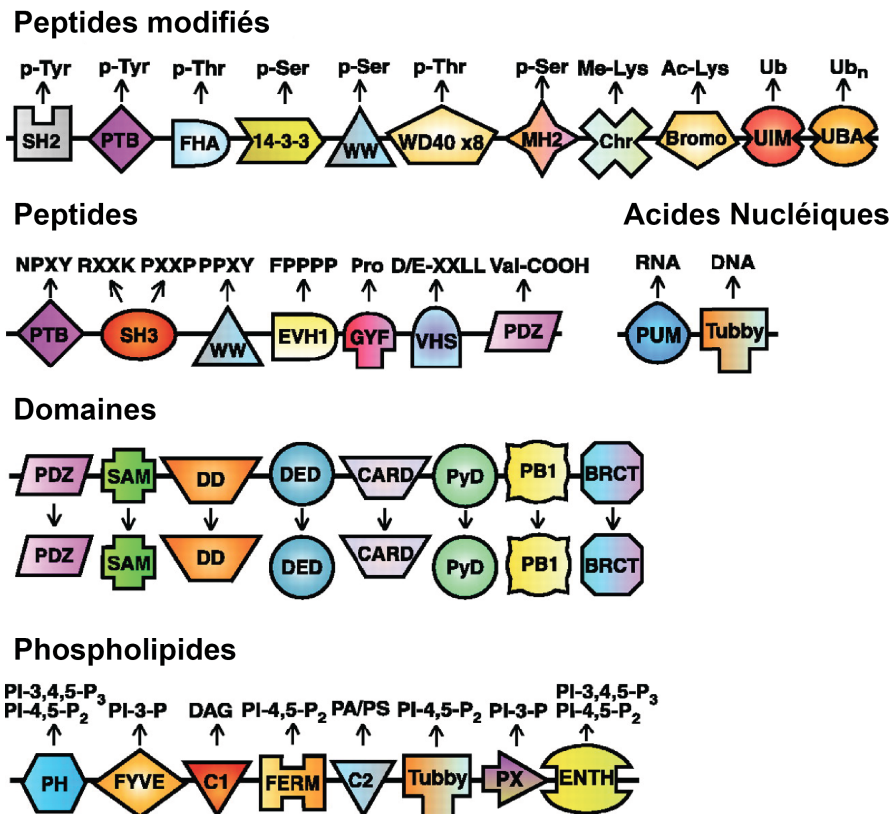 Peptides modifiés
p-Tyr p-Tyr p-Thr p-Ser p-Ser p-Thr p-Ser Me-Lys Ac-Lys Ub Ubn
SH2 PTB FHA 14-3-3 WW WD40 x8 MH2 Chr Bromo UIM UBA
Peptides Acides Nucléiques
NPXY RXXK PXXP PPXY FPPPP Pro D/E-XXLL Val-COOH RNA DNA
PTB SH3 WW EVH1 GYF VHS PDZ PUM Tubby
Domaines
PDZ SAM DD DED CARD PyD PB1 BRCT
PDZ SAM DD DED CARD PyD PB1 BRCT
Phospholipides
PI-3,4,5-P3 PI-3,4,5-P3
PI-4,5-P2 PI-3-P DAG PI-4,5-P2 PA/PS PI-4,5-P2 PI-3-P PI-4,5-P2
PH FYVE C1 FERM C2 Tubby PX ENTH